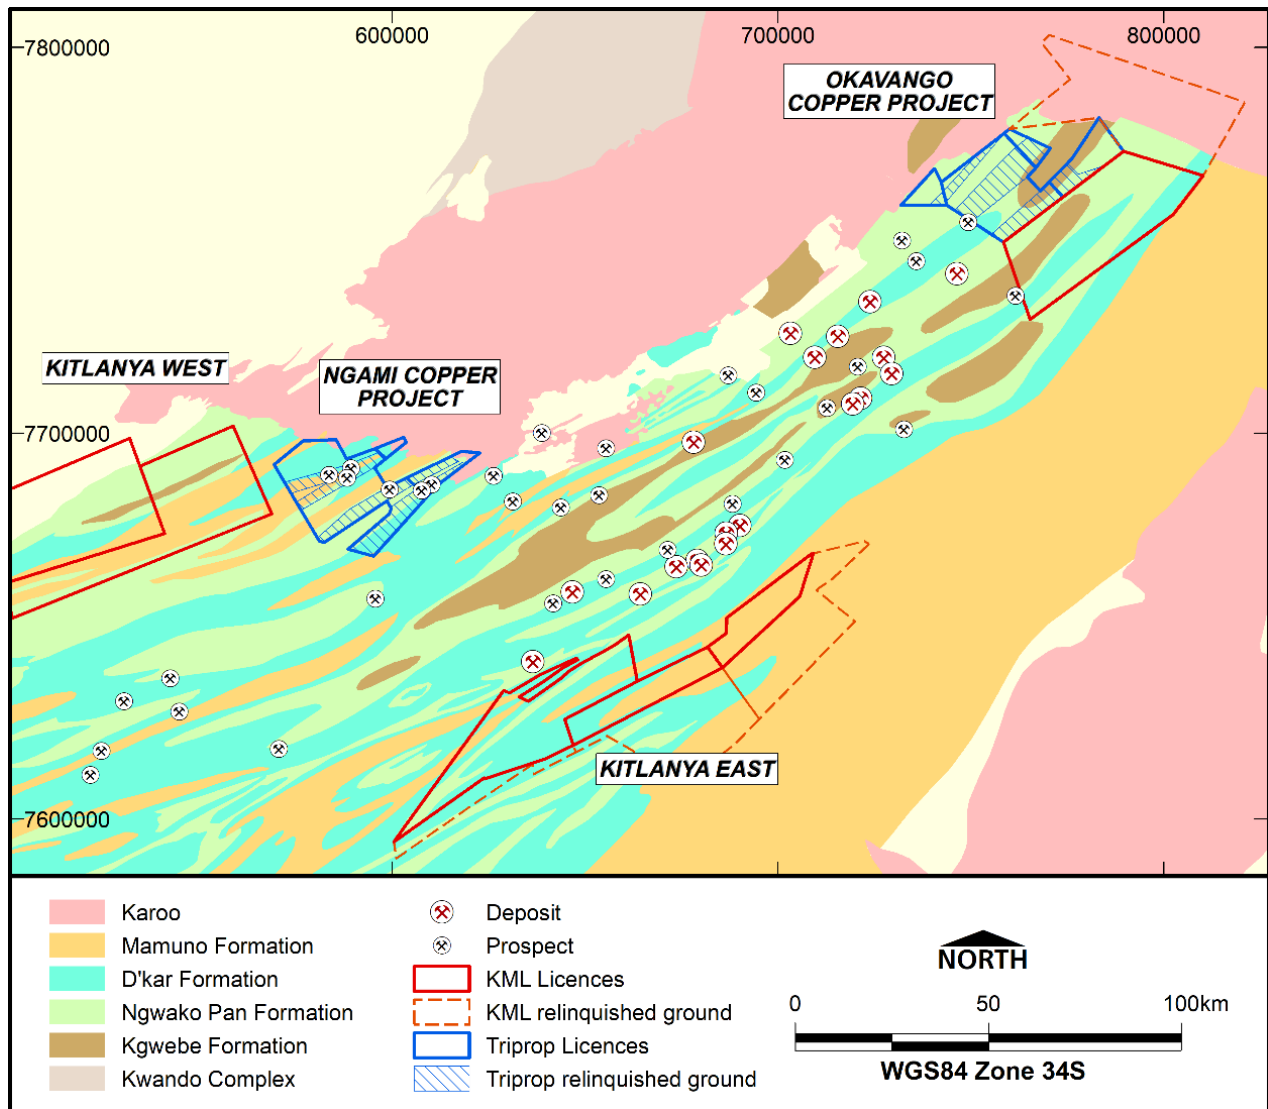 600000
700000
800000
7800000
OKAVANGO
COPPER PROJECT
KITLANYA WEST
NGAMI COPPER
PROJECT
7700000
KITLANYA EAST
7600000
Karoo
Mamuno Formation
D'kar Formation
Ngwako Pan Formation
Kgwebe Formation
Kwando Complex
Deposit
Prospect
KML Licences
KML relinquished ground
Triprop Licences
Triprop relinquished ground
NORTH
0 50 100km
WGS84 Zone 34S